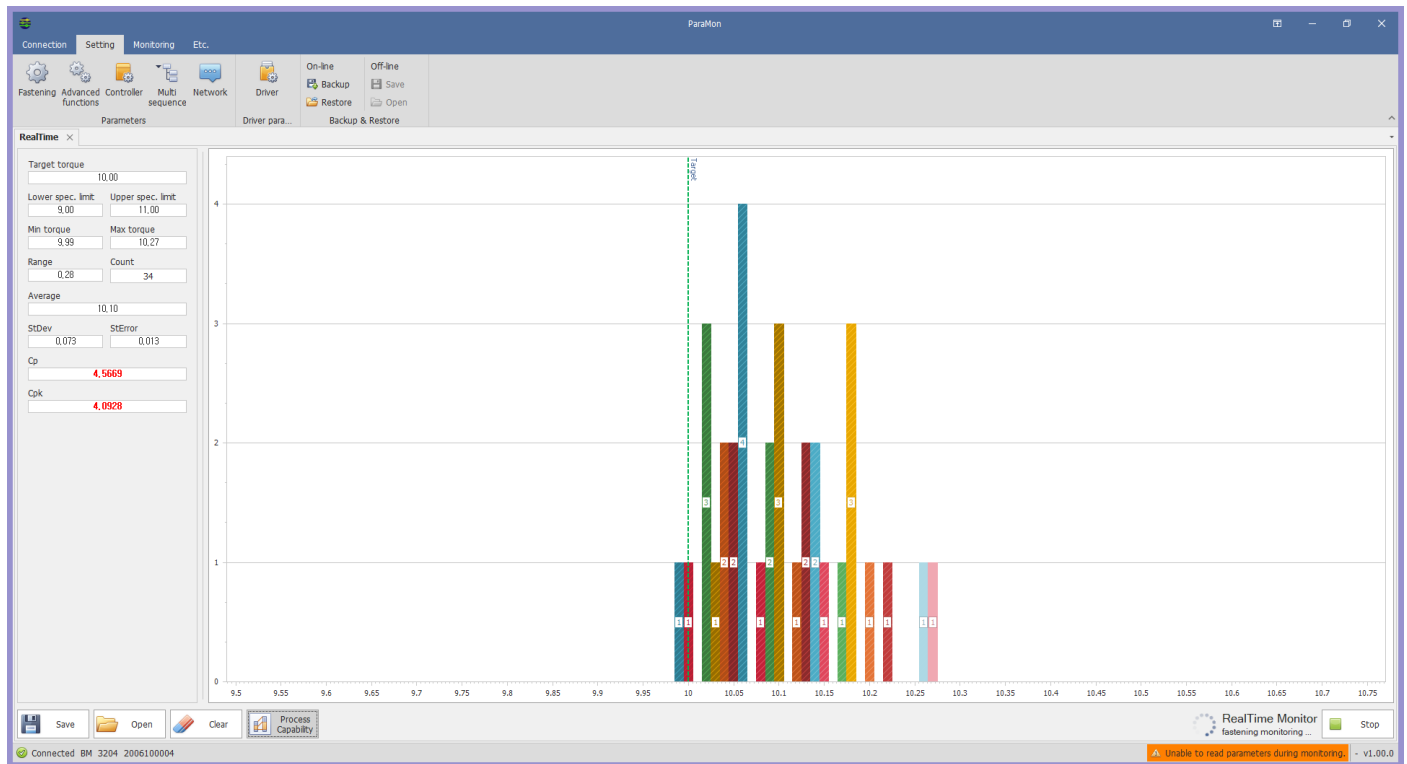 ParaMon
Connection Setting Monitoring Etc.
Fastening Advanced functions Controller Multi sequence Network Driver
On-line Off-line
Backup Save
Restore Open
Parameters Driver para... Backup & Restore
RealTime
Target torque
10,00
Lower spec. limit Upper spec. limit
9,00 11,00
Min torque Max torque
9,99 10,27
Range Count
0,28 34
Average
10,10
StDev StError
0,073 0,013
Cp
4,5669
Cpk
4,0928
Target
4
3
2
1
0
4
3 3 3
2 2 2 2 2
1 1 1 1 1 1 1 1 1 1 1
9.5 9.55 9.6 9.65 9.7 9.75 9.8 9.85 9.9 9.95 10 10.05 10.1 10.15 10.2 10.25 10.3 10.35 10.4 10.45 10.5 10.55 10.6 10.65 10.7 10.75
Save Open Clear Process Capability
RealTime Monitor
fastening monitoring ...
Stop
Connected BM 3204 2006100004
Unable to read parameters during monitoring. - v1.00.0